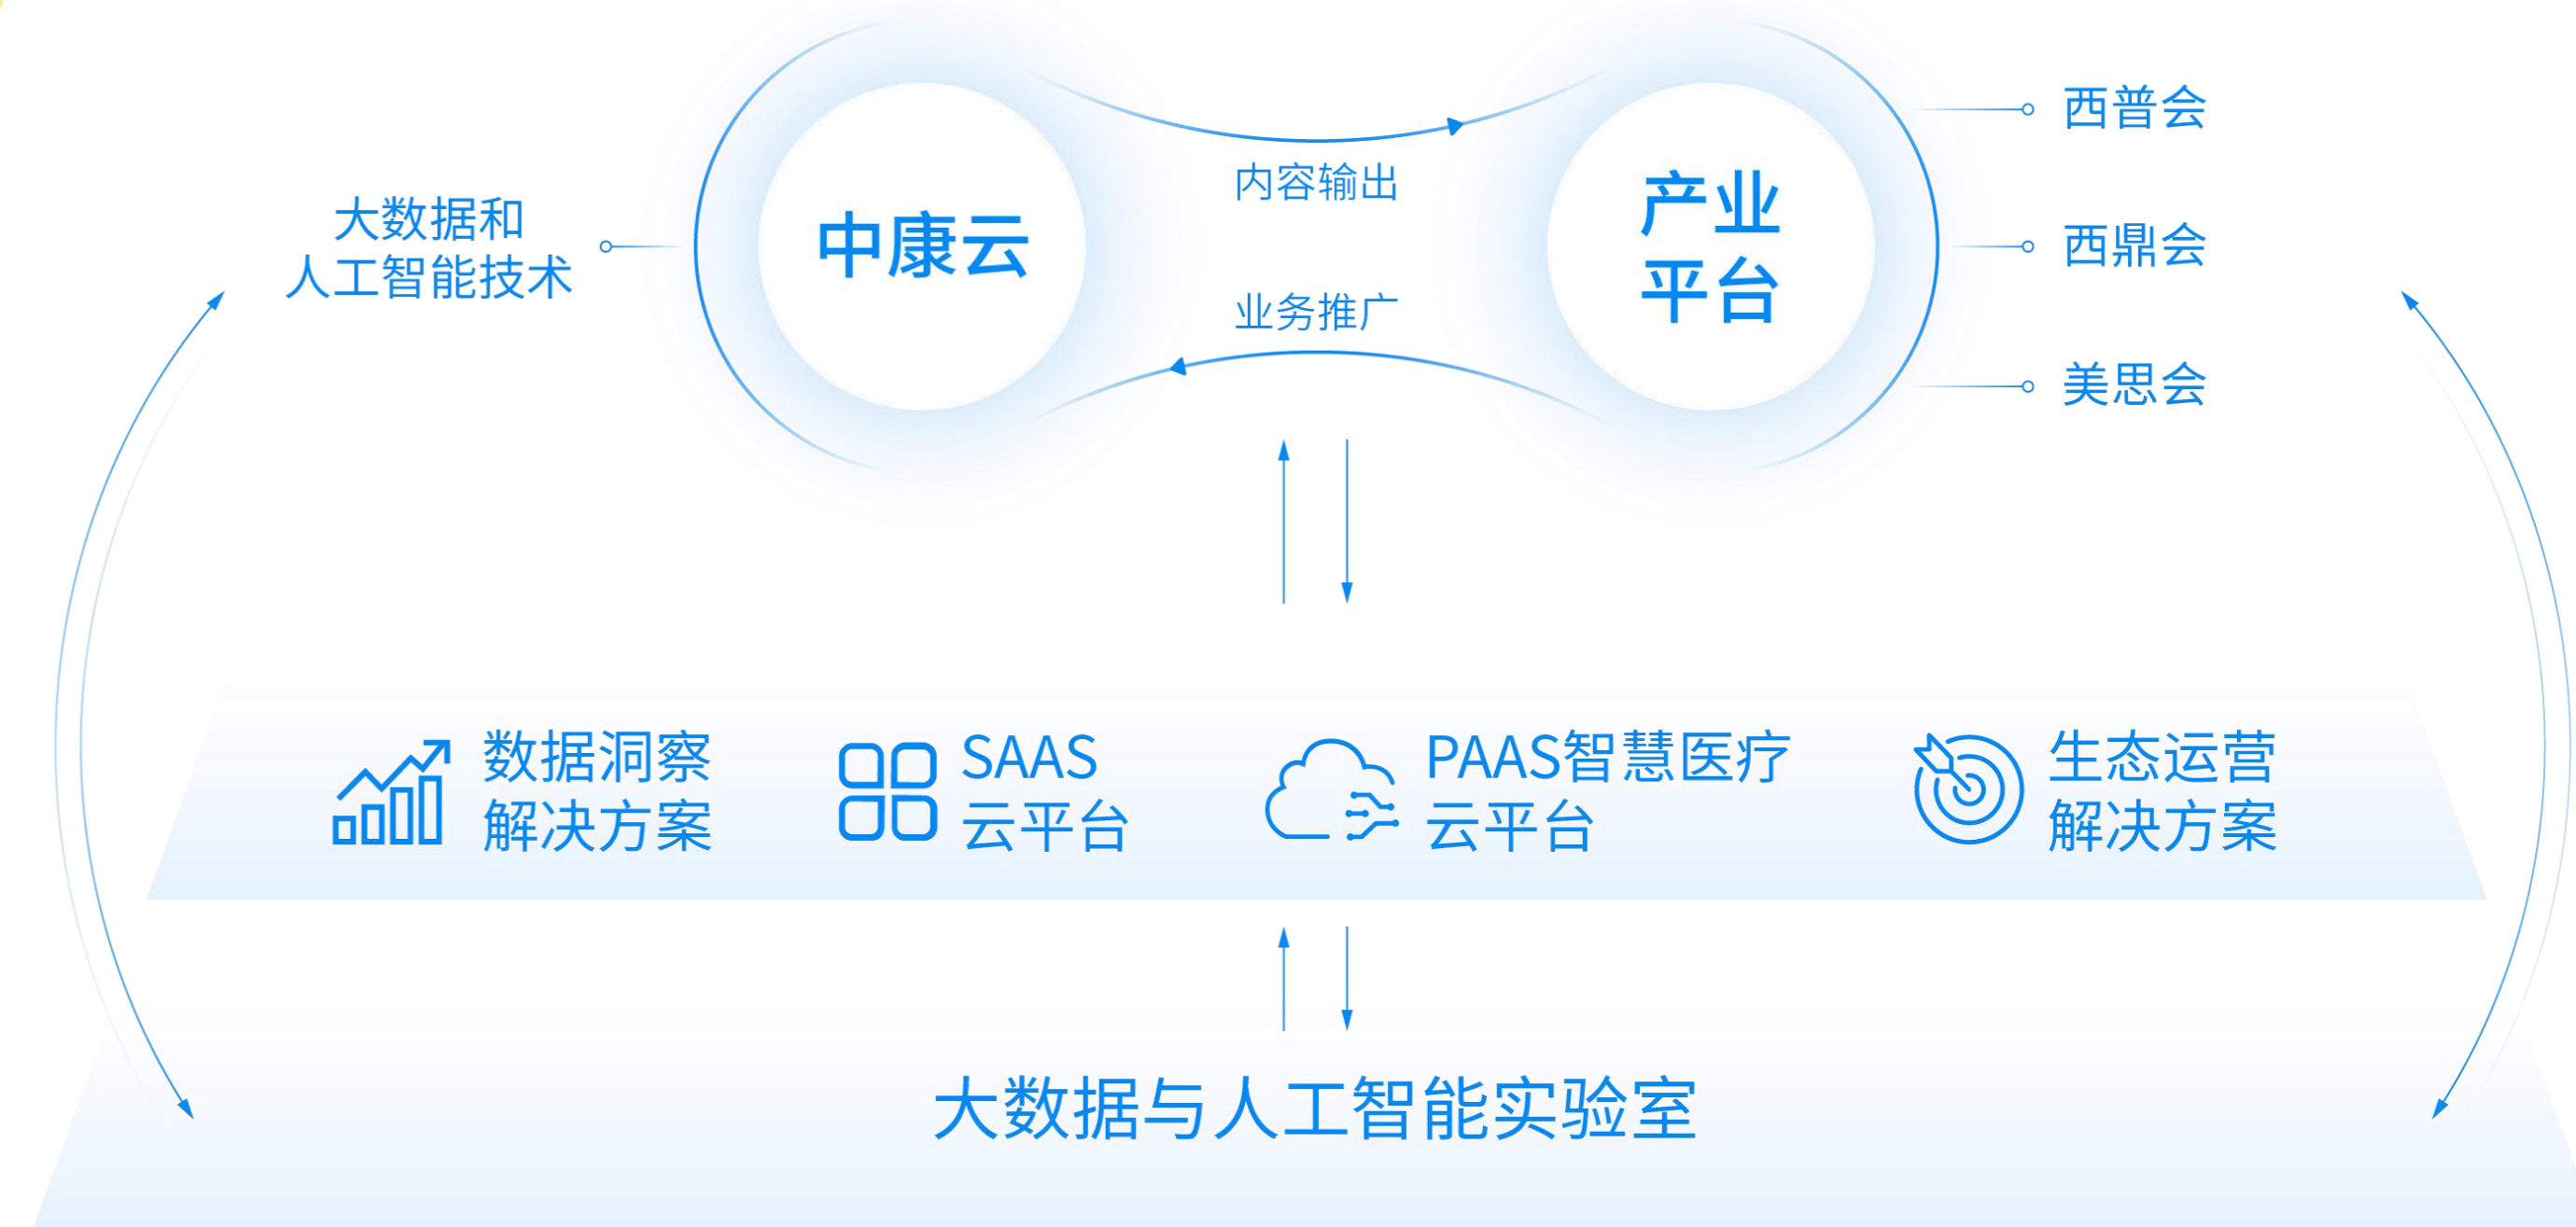 大数据和
人工智能技术
中康云
内容输出
业务推广
产业
平台
西普会
西鼎会
美思会
数据洞察
解决方案
SAAS
云平台
PAAS智慧医疗
云平台
生态运营
解决方案
大数据与人工智能实验室